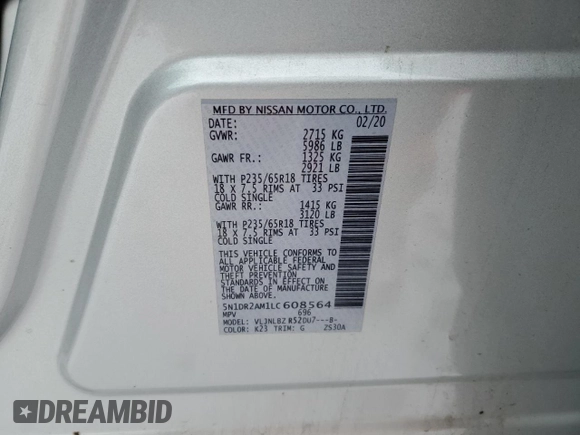 MFD BY NISSAN MOTOR CO., LTD.
DATE: 02/20
GVWR: 2715 KG
5986 LB
GAWR FR.: 1325 KG
2921 LB
WITH P235/65R18 TIRES
18 X 7.5 RIMS AT 33 PSI
COLD SINGLE
GAWR RR.: 1415 KG
3120 LB
WITH P235/65R18 TIRES
18 X 7.5 RIMS AT 33 PSI
COLD SINGLE
THIS VEHICLE CONFORMS TO
ALL APPLICABLE FEDERAL
MOTOR VEHICLE SAFETY AND
THEFT PREVENTION
STANDARDS IN EFFECT ON
THE DATE OF MANUFACTURE
SHOWN ABOVE.
5N1DR2AM1LC608564
MPV 696
MODEL: VLJNLBZ R52DU7---B-
COLOR: K23 TRIM: G ZS30A
DREAMBID